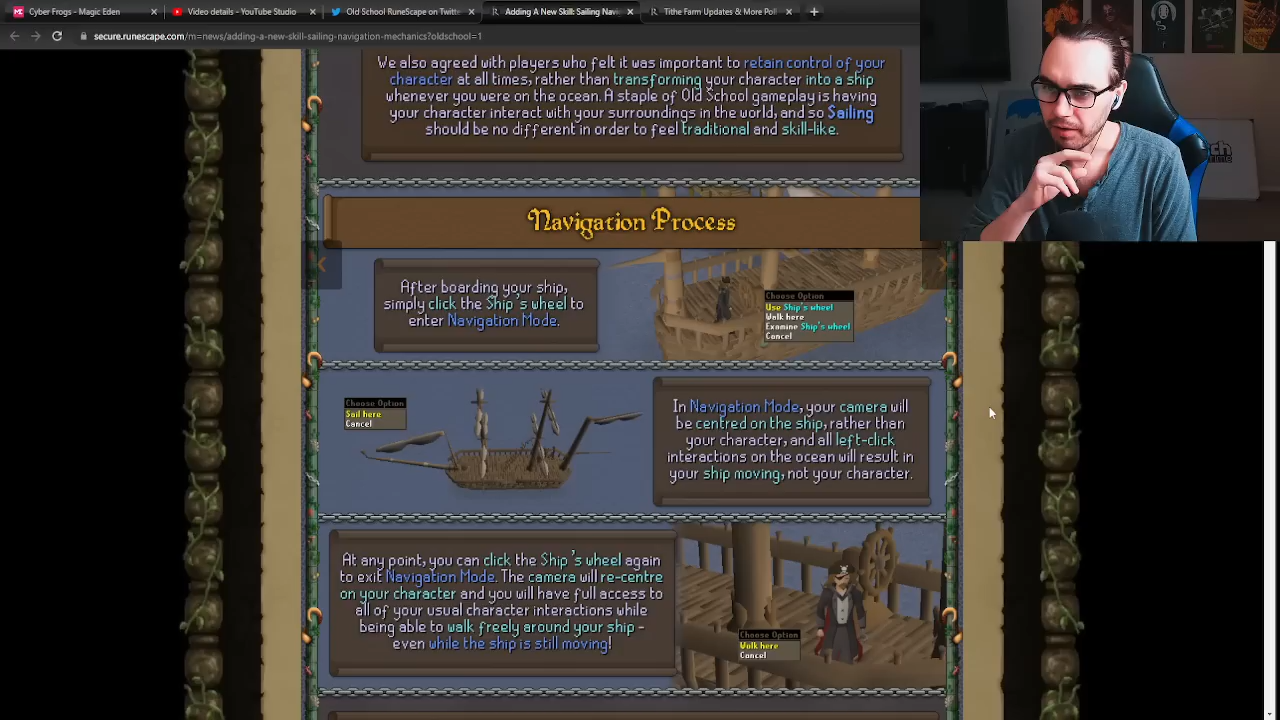 Cyber Frogs - Magic Eden
Video details - YouTube Studio
Old School RuneScape on
Adding A New Skill: Sailing Navi
Tithe Farm Updates & More Poll
secure.runescape.com/m=news/adding-a-new-skill-sailing-navigation-mechanics?oldschool=1
We also agreed with players who felt it was important to retain control of your
character at all times, rather than transforming your character into a ship
whenever you were on the ocean. A staple of Old School gameplay is having
your character interact with your surroundings in the world, and so Sailing
should be no different in order to feel traditional and skill-like.
Navigation Process
After boarding your ship,
simply click the Ship's wheel to
enter Navigation Mode.
Choose Option
Use Ship's wheel
Walk here
Examine Ship's wheel
Cancel
Choose Option
Sail here
Cancel
In Navigation Mode, your camera will
be centred on the ship, rather than
your character, and all left-click
interactions on the ocean will result in
your ship moving, not your character.
At any point, you can click the Ship's wheel again
to exit Navigation Mode. The camera will re-centre
on your character and you will have full access to
all of your usual character interactions while
being able to walk freely around your ship -
even while the ship is still moving!
Choose Option
Walk here
Cancel